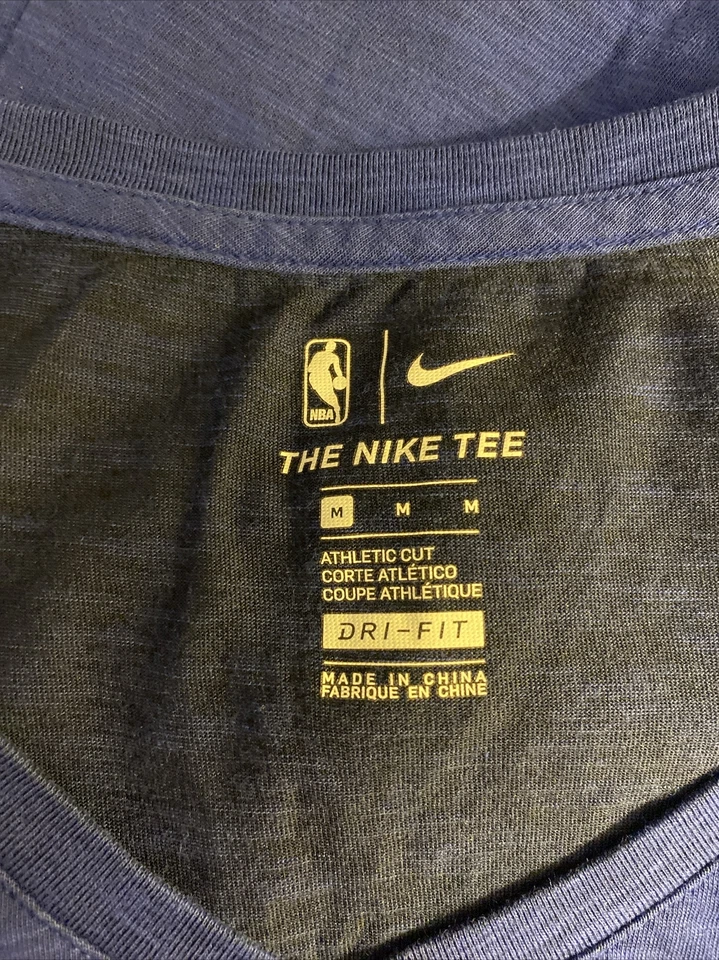 NBA
THE NIKE TEE
M M M
ATHLETIC CUT
CORTE ATLÉTICO
COUPE ATHLÉTIQUE
DRI-FIT
MADE IN CHINA
FABRIQUE EN CHINE